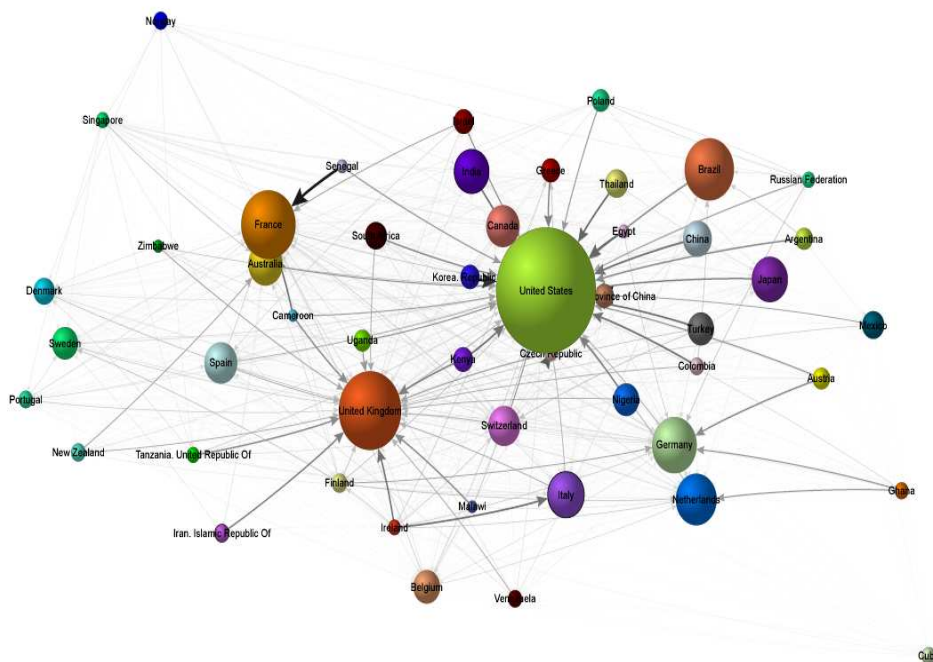 Norway
Singapore
Poland
Senegal
India
Greece
Thailand
Brazil
Russian Federation
France
Canada
Egypt
China
Argentina
Zimbabwe
Australia
Korea. Republic
Japan
Denmark
United States
ovince of China
Cameroon
Mexico
Turkey
Sweden
Uganda
Spain
Kenya
Czech Republic
Colombia
Austria
Portugal
United Kingdom
Nigeria
Switzerland
Germany
New Zealand
Tanzania. United Republic Of
Finland
Italy
Netherlands
Ghana
Malawi
Ireland
Iran. Islamic Republic Of
Belgium
Venezuela